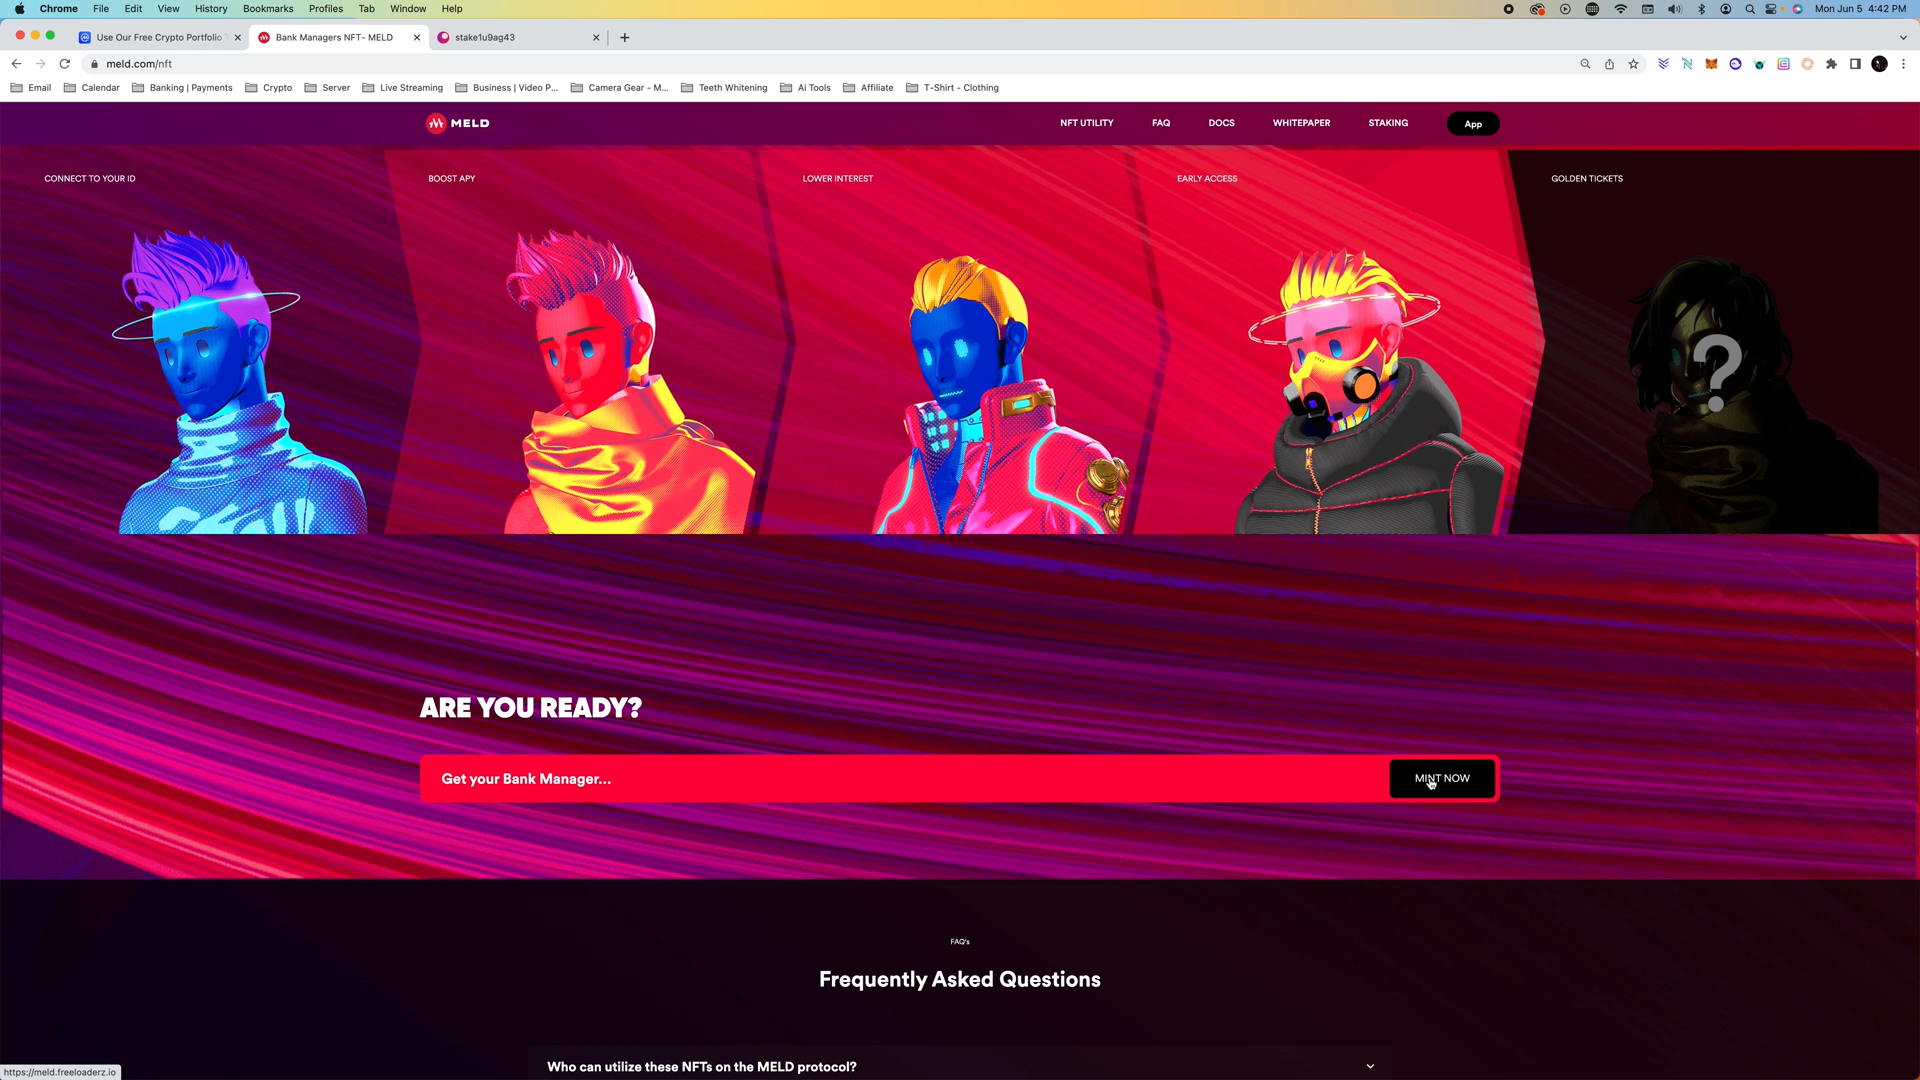 Chrome File Edit View History Bookmarks Profiles Tab Window Help Mon Jun 5 4:42 PM
Use Our Free Crypto Portfolio
Bank Managers NFT- MELD
stake1u9ag43
meld.com/nft
Email Calendar Banking | Payments Crypto Server Live Streaming Business | Video P... Camera Gear - M... Teeth Whitening Ai Tools Affiliate T-Shirt - Clothing
MELD NFT UTILITY FAQ DOCS WHITEPAPER STAKING App
CONNECT TO YOUR ID BOOST APY LOWER INTEREST EARLY ACCESS GOLDEN TICKETS
?
ARE YOU READY?
Get your Bank Manager... MINT NOW
FAQ's
Frequently Asked Questions
Who can utilize these NFTs on the MELD protocol?
https://meld.freeloaderz.io